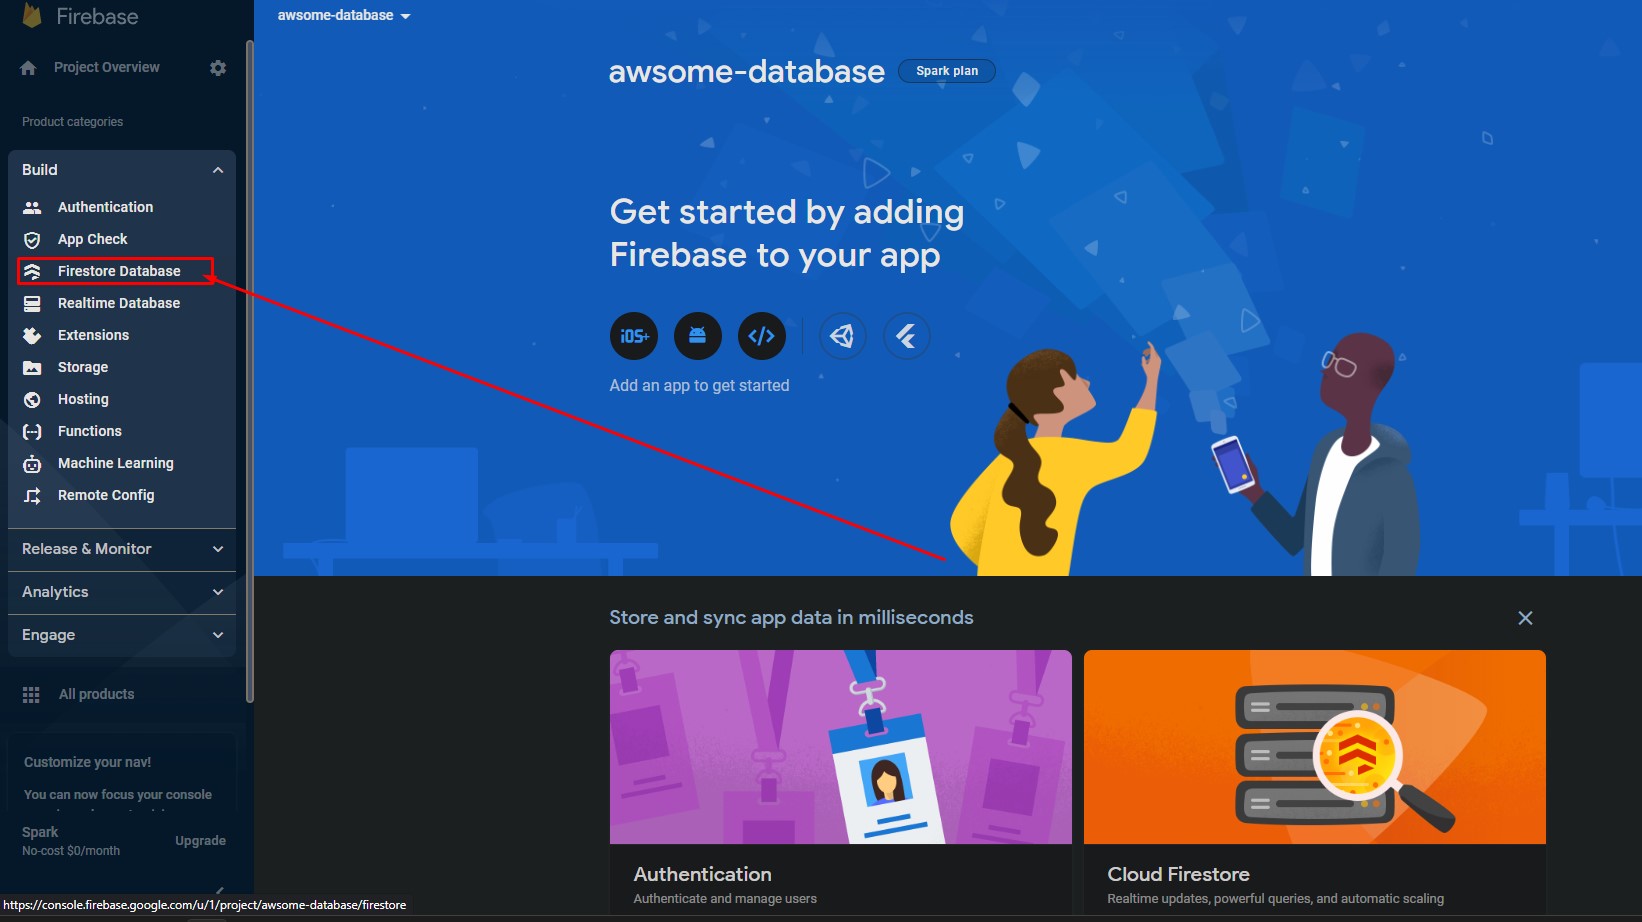 Firebase
Project Overview
Product categories
Build
Authentication
App Check
Firestore Database
Realtime Database
Extensions
Storage
Hosting
Functions
Machine Learning
Remote Config
Release & Monitor
Analytics
Engage
All products
Customize your nav!
You can now focus your console
Spark
No-cost $0/month
Upgrade
https://console.firebase.google.com/u/1/project/awsome-database/firestore
awsome-database
awsome-database
Spark plan
Get started by adding
Firebase to your app
iOS+
</>
Add an app to get started
Store and sync app data in milliseconds
Authentication
Authenticate and manage users
Cloud Firestore
Realtime updates, powerful queries, and automatic scaling